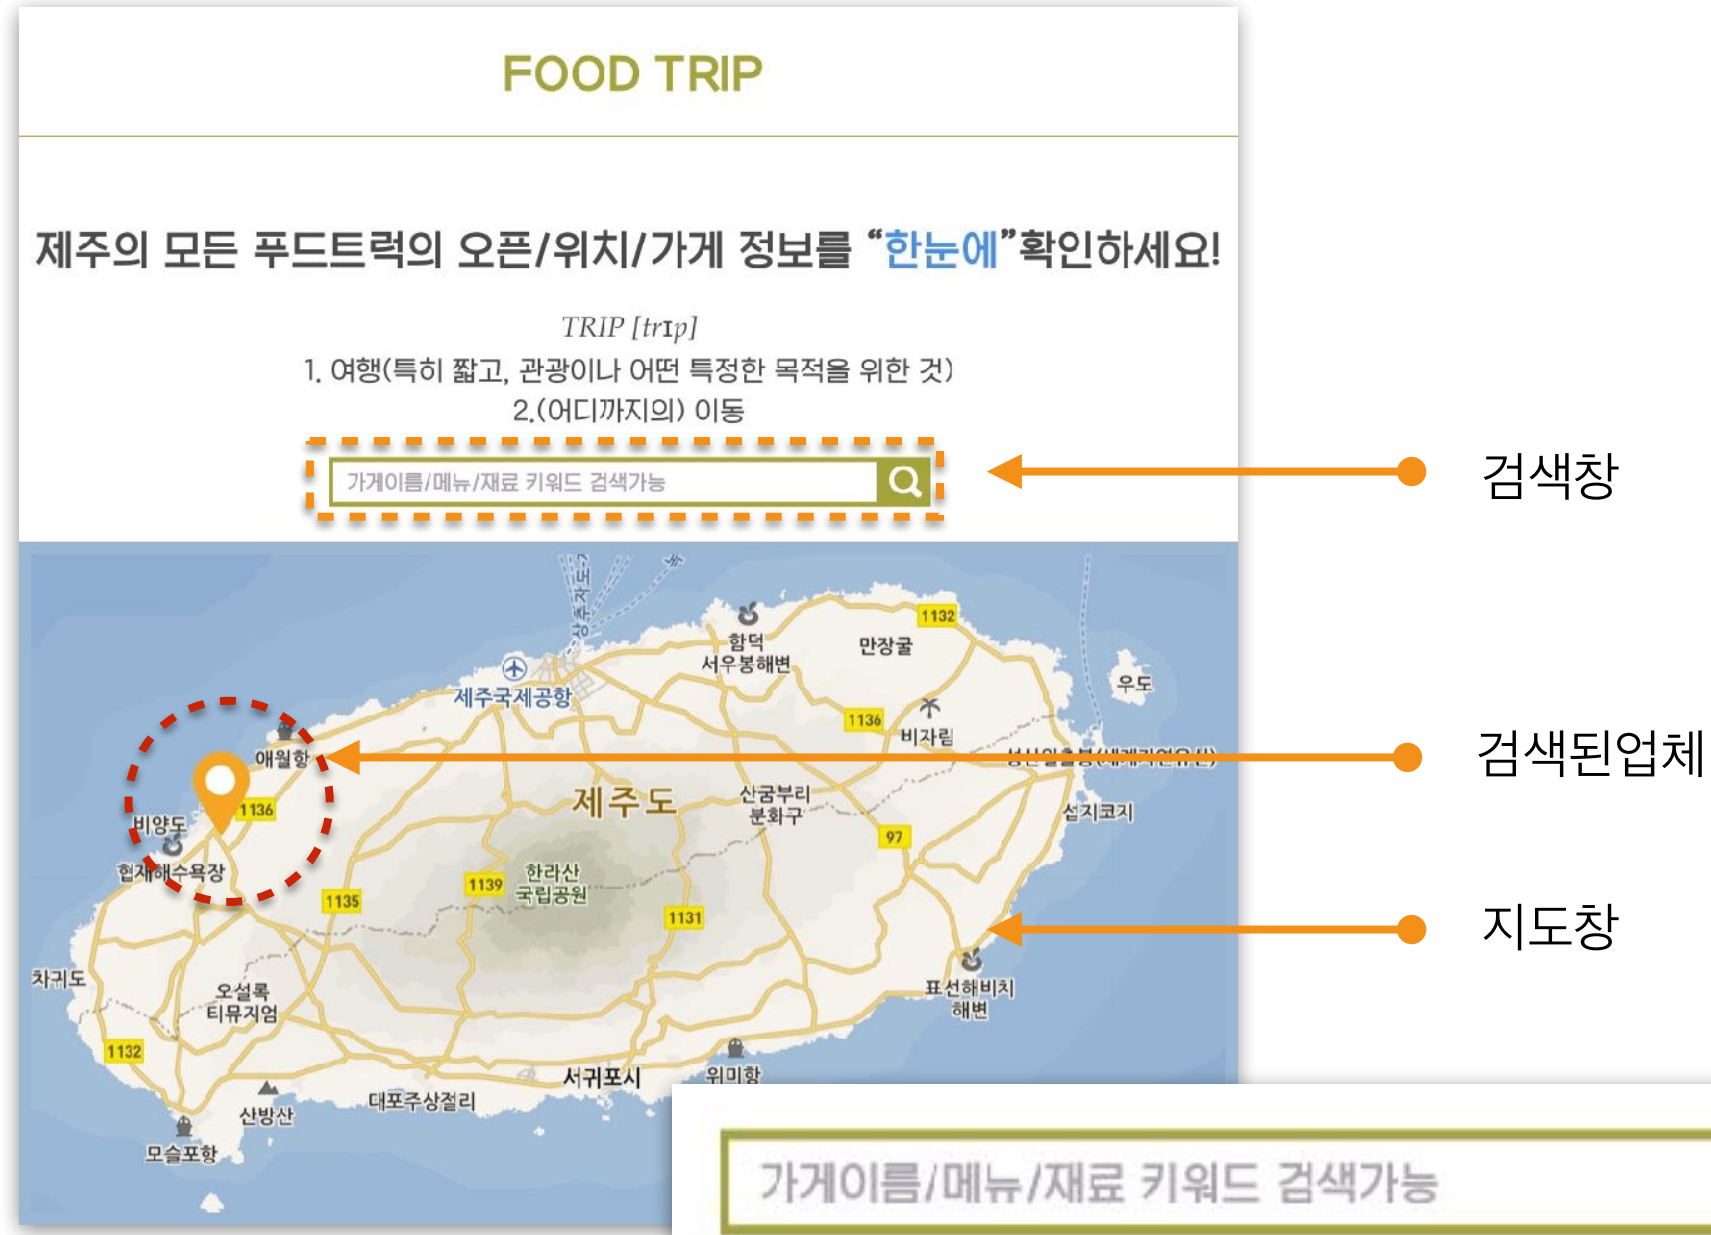 FOOD TRIP
제주의 모든 푸드트럭의 오픈/위치/가게 정보를 “한눈에”확인하세요!
TRIP [trɪp]
1. 여행(특히 짧고, 관광이나 어떤 특정한 목적을 위한 것)
2.(어디까지의) 이동
가게이름/메뉴/재료 키워드 검색가능
검색창
상추자도
1132
함덕
서우봉해변
만장굴
제주국제공항
우도
1136
비자림
애월항
검색된업체
제주도
산굼부리
분화구
섭지코지
1136
비양도
97
협재해수욕장
한라산
국립공원
1139
1135
1131
지도창
차귀도
오설록
티뮤지엄
표선해비치
해변
1132
서귀포시
위미항
산방산
대포주상절리
모슬포항
가게이름/메뉴/재료 키워드 검색가능